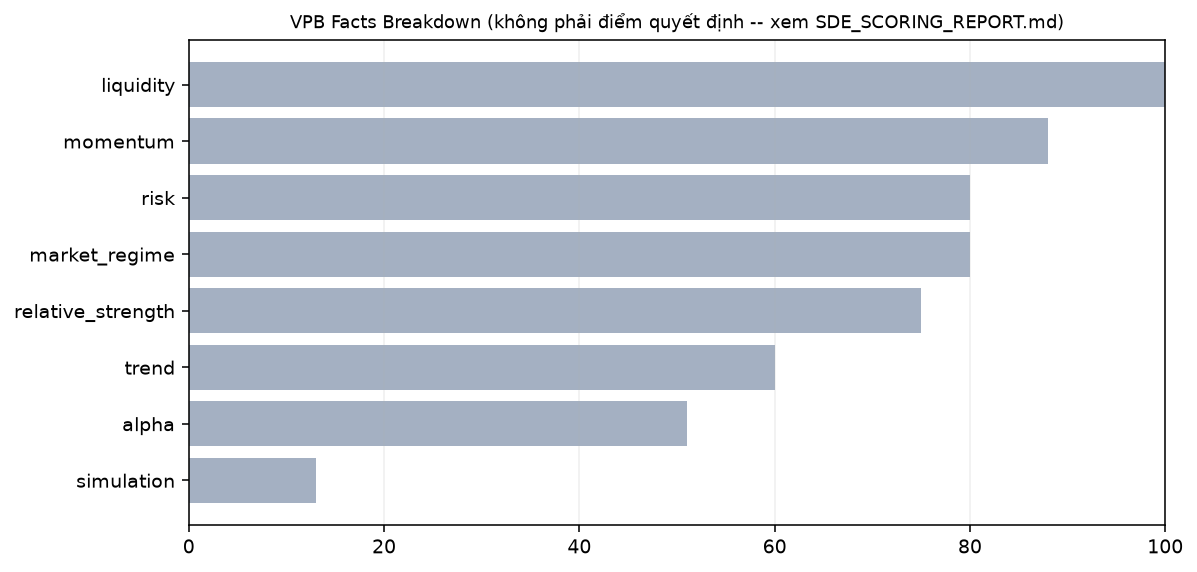 VPB Facts Breakdown (không phải điểm quyết định -- xem SDE_SCORING_REPORT.md)
liquidity
momentum
risk
market_regime
relative_strength
trend
alpha
simulation
0 20 40 60 80 100